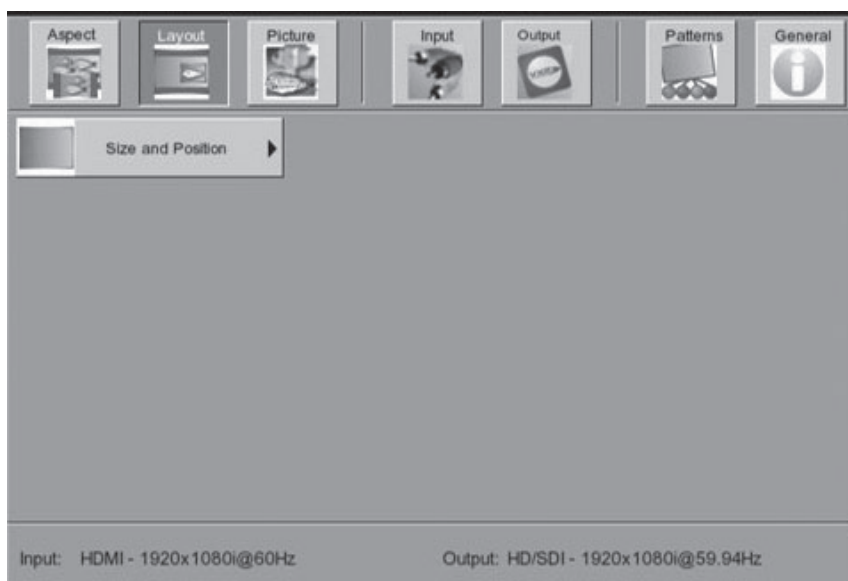 Aspect
Layout
Picture
Input
Output
Patterns
General
Size and Position
Input: HDMI - 1920x1080i@60Hz
Output: HD/SDI - 1920x1080i@59.94Hz